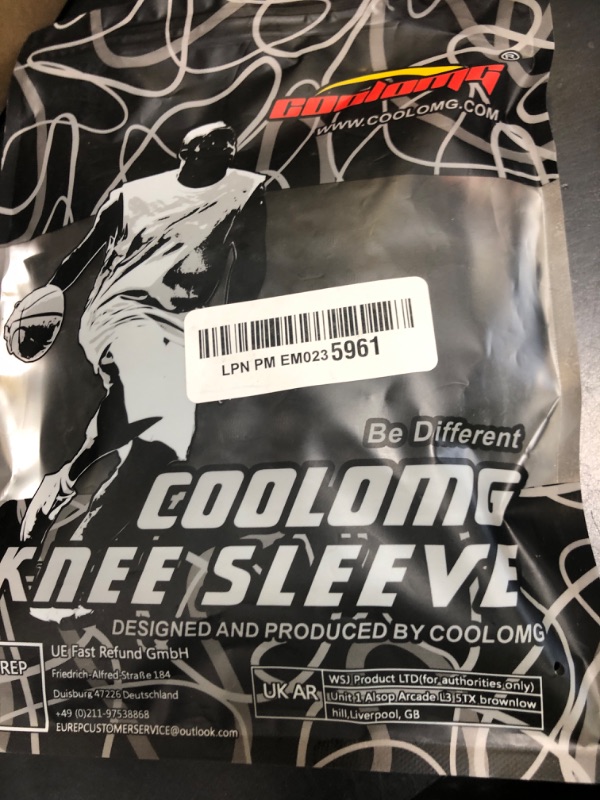 COOLOMG®
WWW.COOLOMG.COM
LPN PM EM023 5961
Be Different
COOLOMG
KNEE SLEEVE
DESIGNED AND PRODUCED BY COOLOMG
REP
UE Fast Refund GmbH
Friedrich-Alfred-Straße 184
Duisburg 47226 Deutschland
+49 (0)211-97538868
EUREPCUSTOMERSERVICE@outlook.com
UK AR
WSJ Product LTD(for authorities only)
Unit 1 Alsop Arcade L3 5TX brownlow
hill,Liverpool, GB